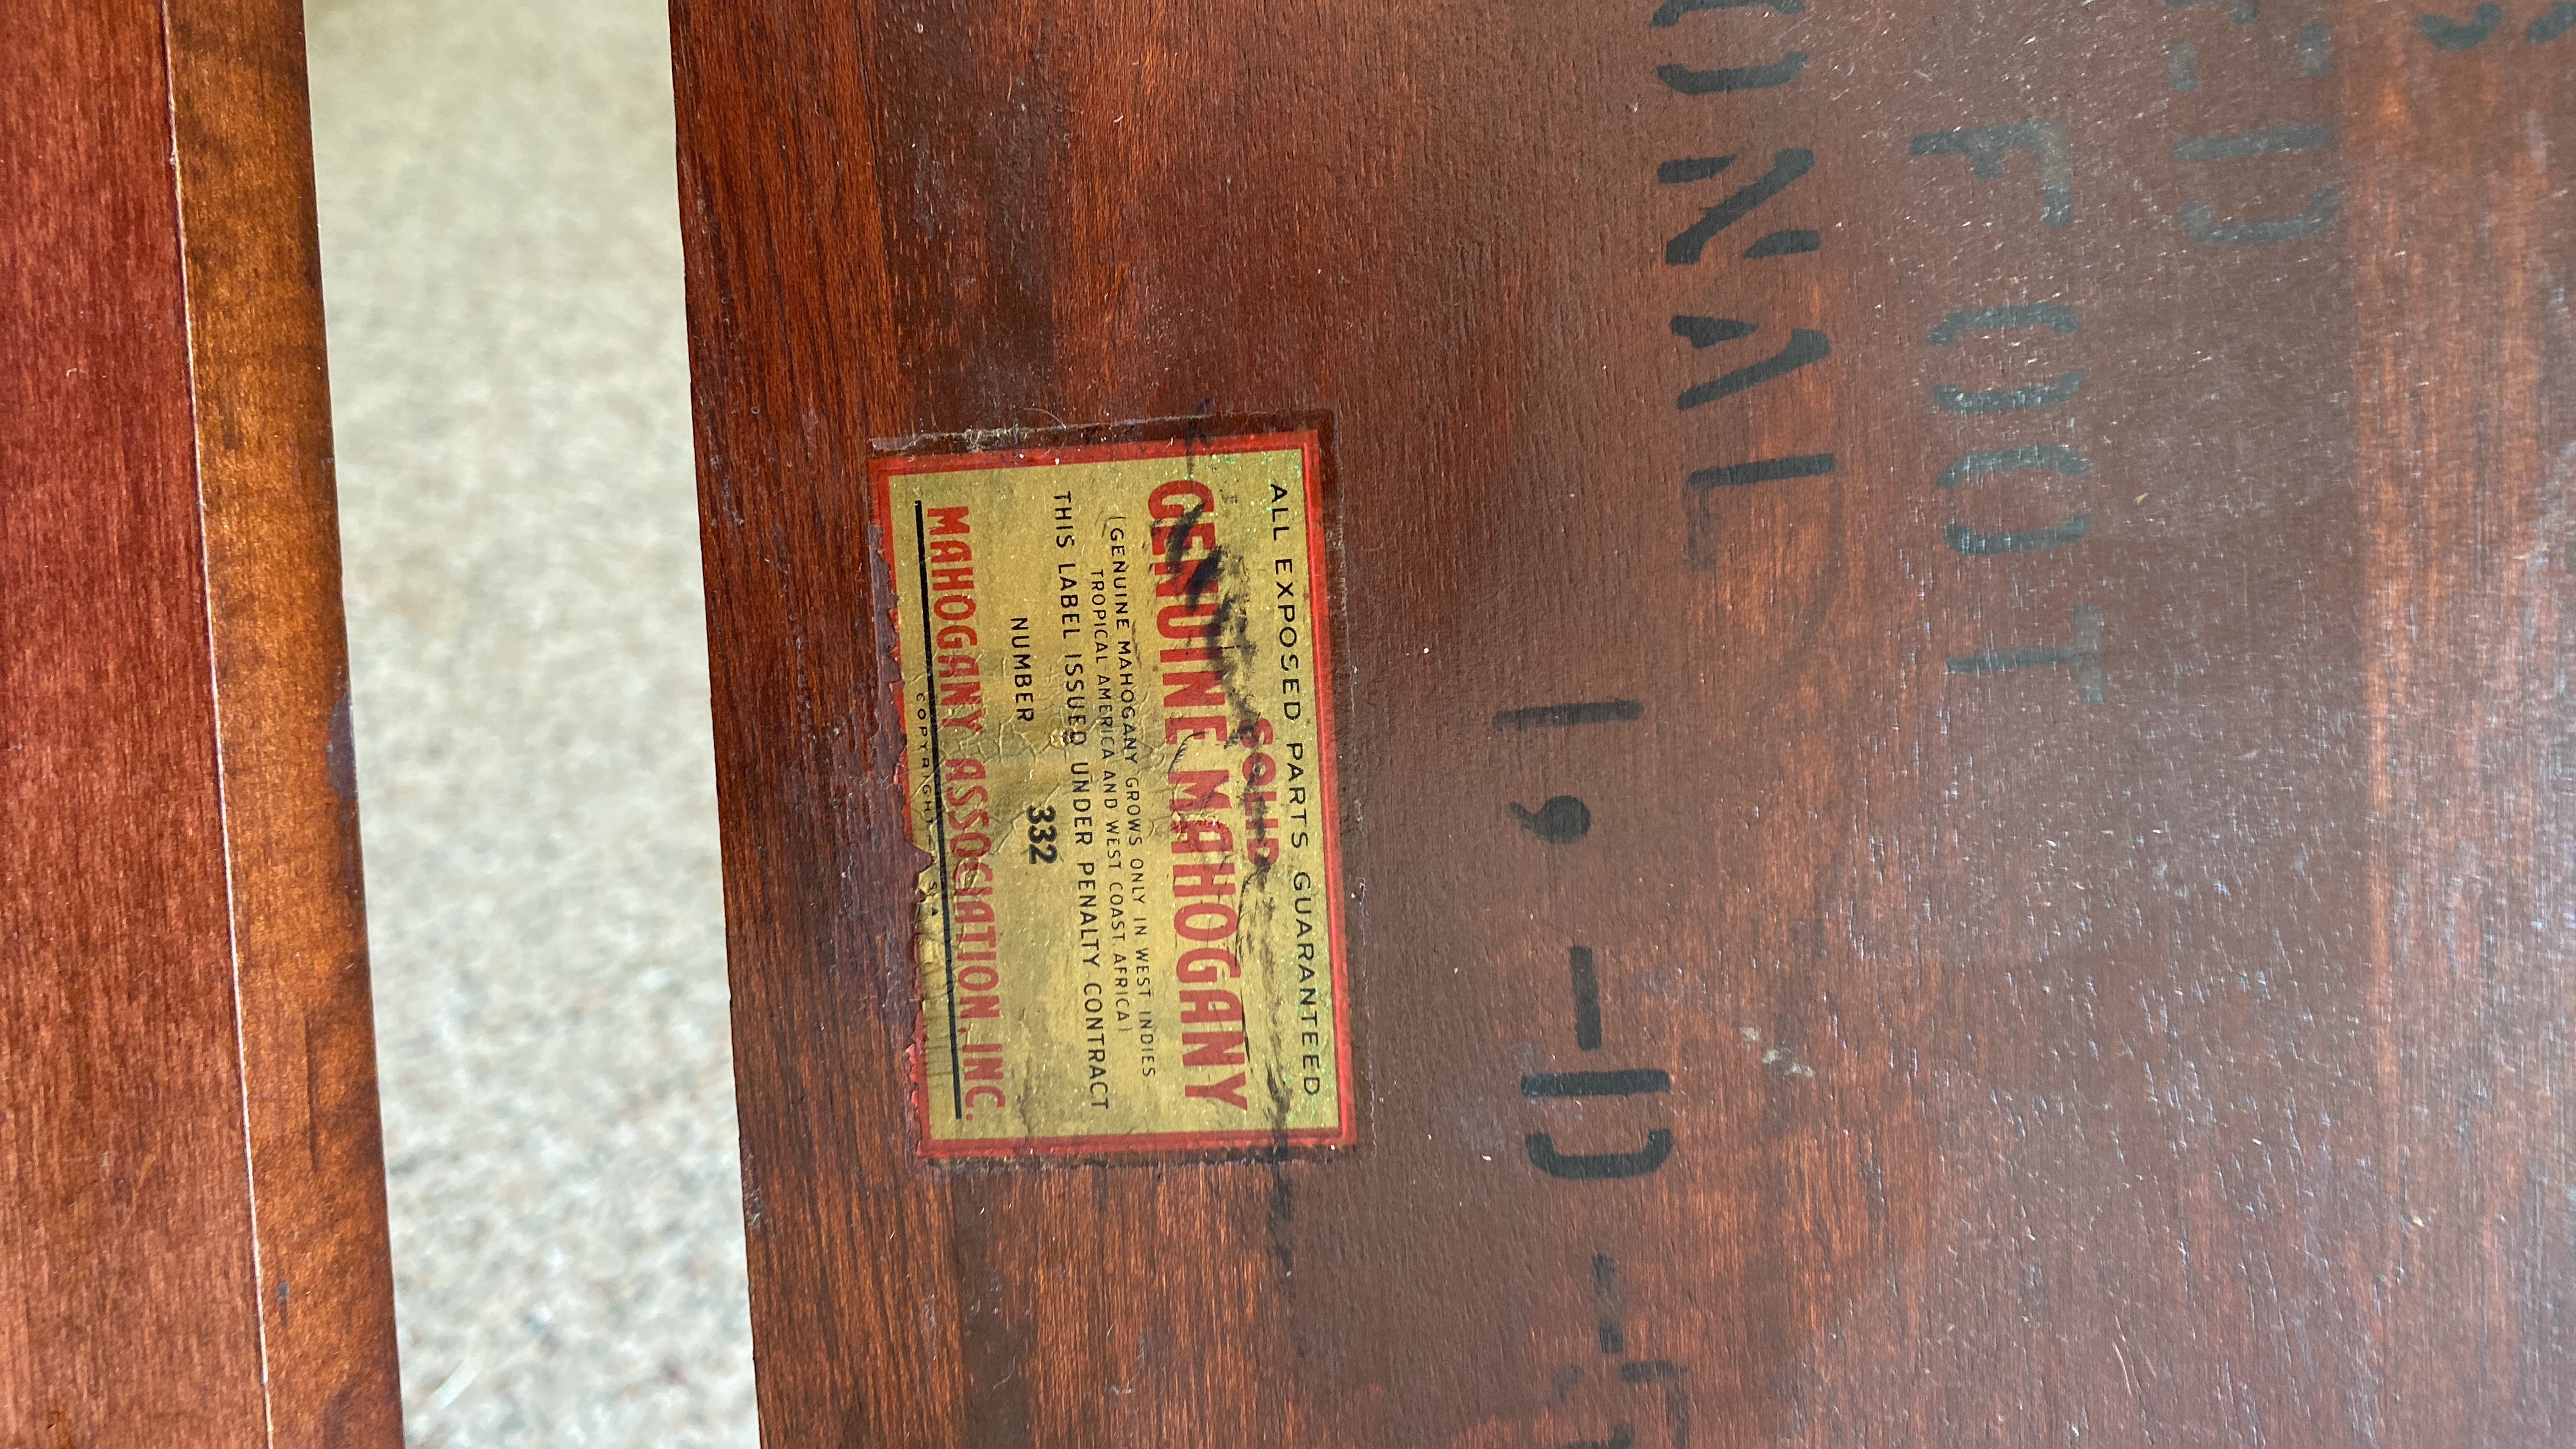 ALL EXPOSED PARTS GUARANTEED
SOLID
GENUINE MAHOGANY
(GENUINE MAHOGANY GROWS ONLY IN WEST INDIES
TROPICAL AMERICA AND WEST COAST AFRICA)
THIS LABEL ISSUED UNDER PENALTY CONTRACT
NUMBER 332
MAHOGANY ASSOCIATION, INC.
COPYRIGHT
FOOT
ONAL